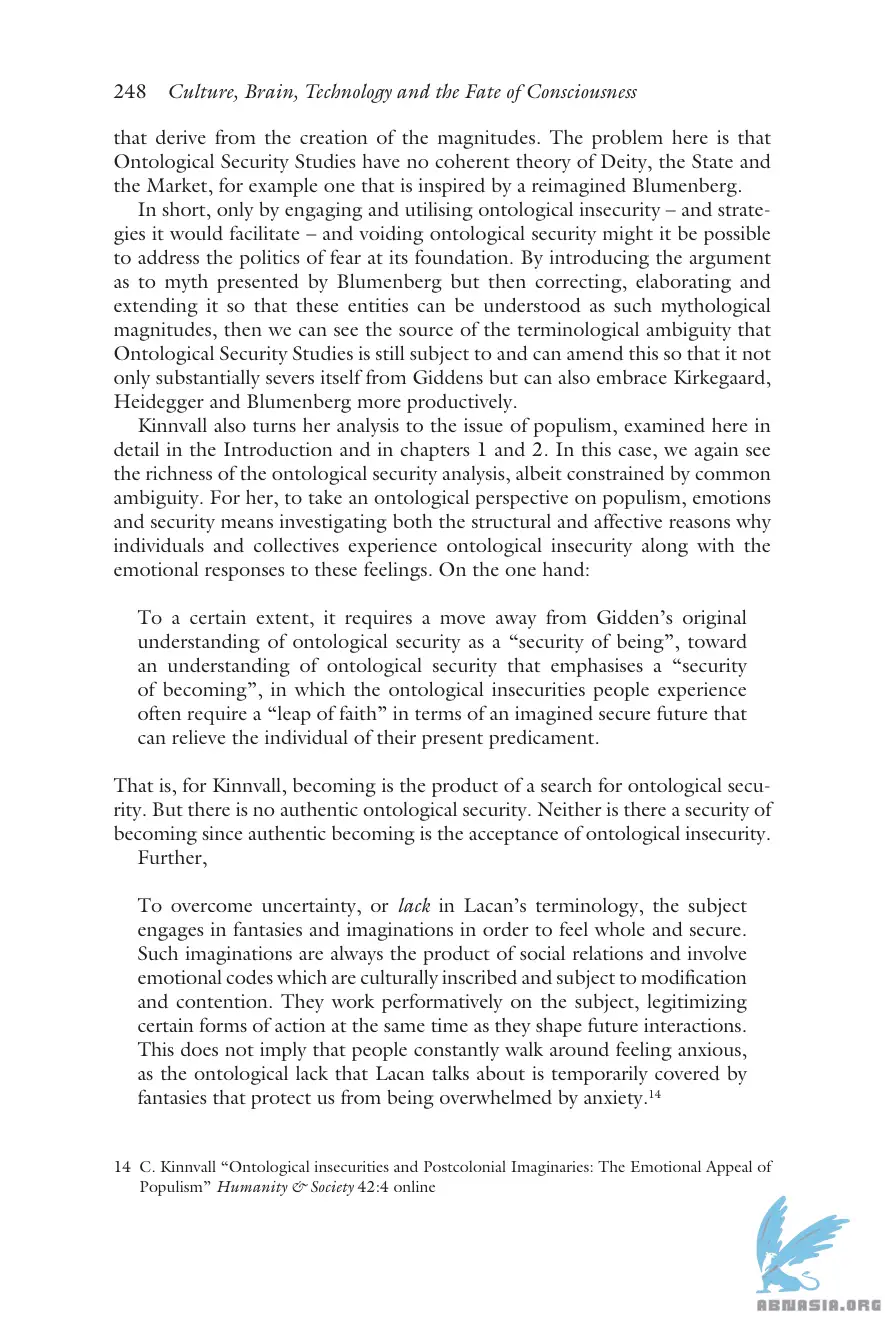 248 Culture, Brain, Technology and the Fate of Consciousness
that derive from the creation of the magnitudes. The problem here is that
Ontological Security Studies have no coherent theory of Deity, the State and
the Market, for example one that is inspired by a reimagined Blumenberg.
In short, only by engaging and utilising ontological insecurity – and strate-
gies it would facilitate – and voiding ontological security might it be possible
to address the politics of fear at its foundation. By introducing the argument
as to myth presented by Blumenberg but then correcting, elaborating and
extending it so that these entities can be understood as such mythological
magnitudes, then we can see the source of the terminological ambiguity that
Ontological Security Studies is still subject to and can amend this so that it not
only substantially severs itself from Giddens but can also embrace Kirkegaard,
Heidegger and Blumenberg more productively.
Kinnvall also turns her analysis to the issue of populism, examined here in
detail in the Introduction and in chapters 1 and 2. In this case, we again see
the richness of the ontological security analysis, albeit constrained by common
ambiguity. For her, to take an ontological perspective on populism, emotions
and security means investigating both the structural and affective reasons why
individuals and collectives experience ontological insecurity along with the
emotional responses to these feelings. On the one hand:
To a certain extent, it requires a move away from Gidden’s original
understanding of ontological security as a “security of being”, toward
an understanding of ontological security that emphasises a “security
of becoming”, in which the ontological insecurities people experience
often require a “leap of faith” in terms of an imagined secure future that
can relieve the individual of their present predicament.
That is, for Kinnvall, becoming is the product of a search for ontological secu-
rity. But there is no authentic ontological security. Neither is there a security of
becoming since authentic becoming is the acceptance of ontological insecurity.
Further,
To overcome uncertainty, or lack in Lacan’s terminology, the subject
engages in fantasies and imaginations in order to feel whole and secure.
Such imaginations are always the product of social relations and involve
emotional codes which are culturally inscribed and subject to modification
and contention. They work performatively on the subject, legitimizing
certain forms of action at the same time as they shape future interactions.
This does not imply that people constantly walk around feeling anxious,
as the ontological lack that Lacan talks about is temporarily covered by
fantasies that protect us from being overwhelmed by anxiety.14
14 C. Kinnvall “Ontological insecurities and Postcolonial Imaginaries: The Emotional Appeal of
Populism” Humanity & Society 42:4 online
ABNASIA.ORG